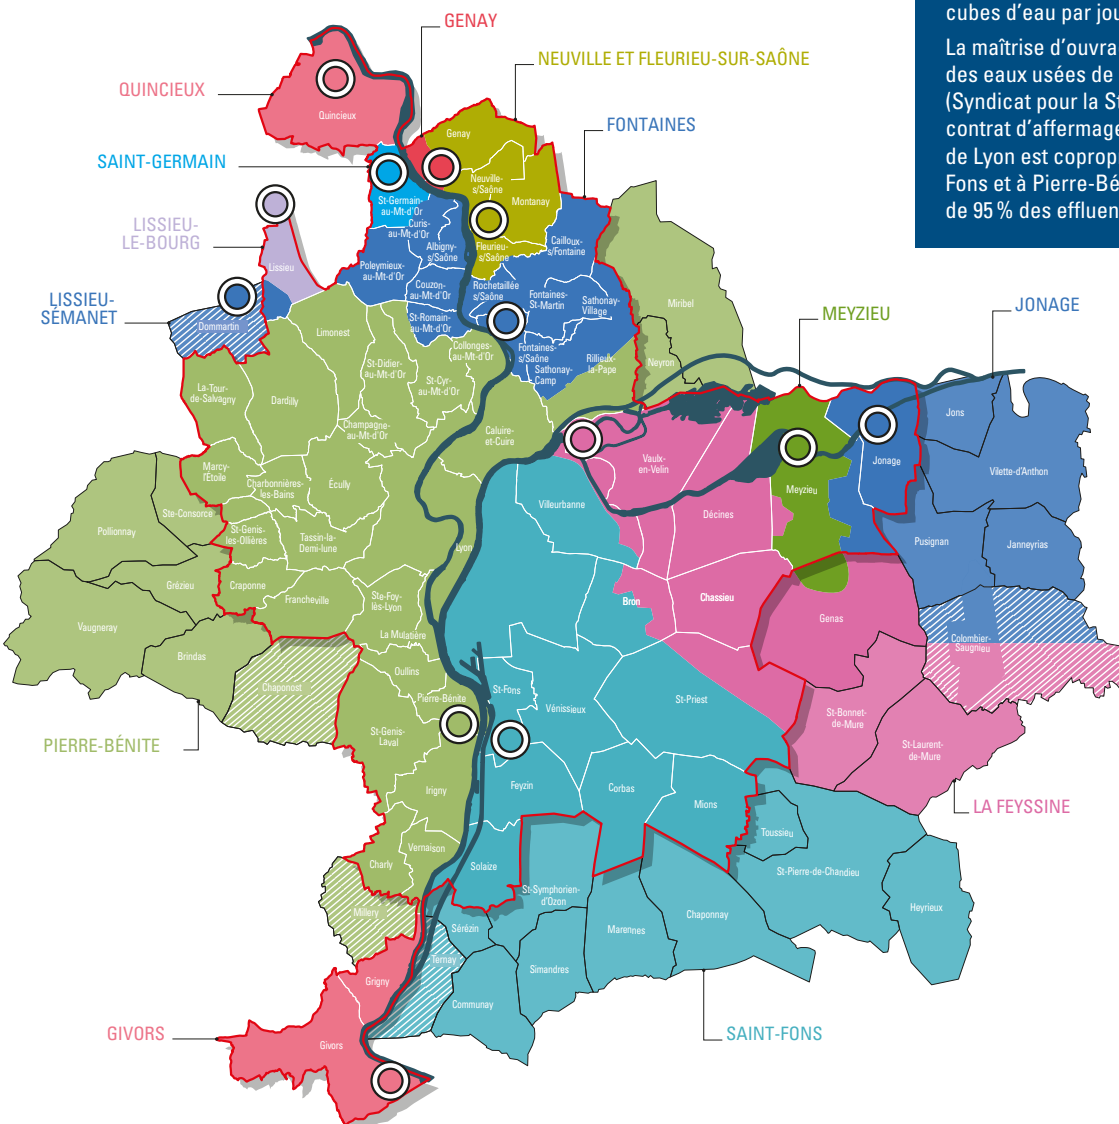 cubes d'eau par jou
La maîtrise d'ouvra
des eaux usées de
(Syndicat pour la St
contrat d'affermage
de Lyon est coprop
Fons et à Pierre-Bé
de 95 % des effluen
GENAY
NEUVILLE ET FLEURIEU-SUR-SAÔNE
QUINCIEUX
Quincieux
FONTAINES
Genay
SAINT-GERMAIN
Neuville-
s/Saône
Montanay
St-Germain-
au-Mt-d'Or
Curis-
au-Mt-d'Or
LISSIEU-
LE-BOURG
Albigny-
s/Saône
Fleurieu-
s/Saône
Cailloux-
s/Fontaine
Lissieu
Poleymieux-
au-Mt-d'Or
Couzon-
au-Mt-d'Or
Rochetaillée
s/Saône
Fontaines-
St-Martin
Sathonay-
Village
LISSIEU-
SÉMANET
Dommartin
Limonest
St-Romain-
au-Mt-d'Or
Miribel
MEYZIEU
JONAGE
Collonges-
au-Mt-d'Or
Fontaines-
s/Saône
Sathonay-
Camp
Rillieux-
la-Pape
Neyron
St-Didier-
au-Mt-d'Or
St-Cyr-
au-Mt-d'Or
La-Tour-
de-Salvagny
Dardilly
Champagne-
au-Mt-d'Or
Caluire-
et-Cuire
Jons
Marcy-
l'Étoile
Charbonnières-
les-Bains
Écully
Vaulx-
en-Velin
Jonage
Vilette-d'Anthon
Meyzieu
Villeurbanne
Décines
Pollionnay
Ste-Consorce
St-Genis-
les-Ollières
Tassin-la-
Demi-lune
Lyon
Pusignan
Janneyrias
Grézieu
Craponne
Francheville
Ste-Foy-
lès-Lyon
Bron
Chassieu
Genas
Vaugneray
La Mulatière
Colombier-
Saugnieu
Brindas
Chaponost
Oullins
Pierre-Bénite
St-Fons
Vénissieux
St-Priest
St-Bonnet-
de-Mure
St-Laurent-
de-Mure
PIERRE-BÉNITE
St-Genis-
Laval
Irigny
Feyzin
Corbas
Mions
LA FEYSSINE
Toussieu
Vernaison
Charly
Solaize
St-Pierre-de-Chandieu
St-Symphorien-
d'Ozon
Millery
Chaponnay
Heyrieux
Sérézin
Marennes
Ternay
Simandres
Grigny
Communay
GIVORS
Givors
SAINT-FONS